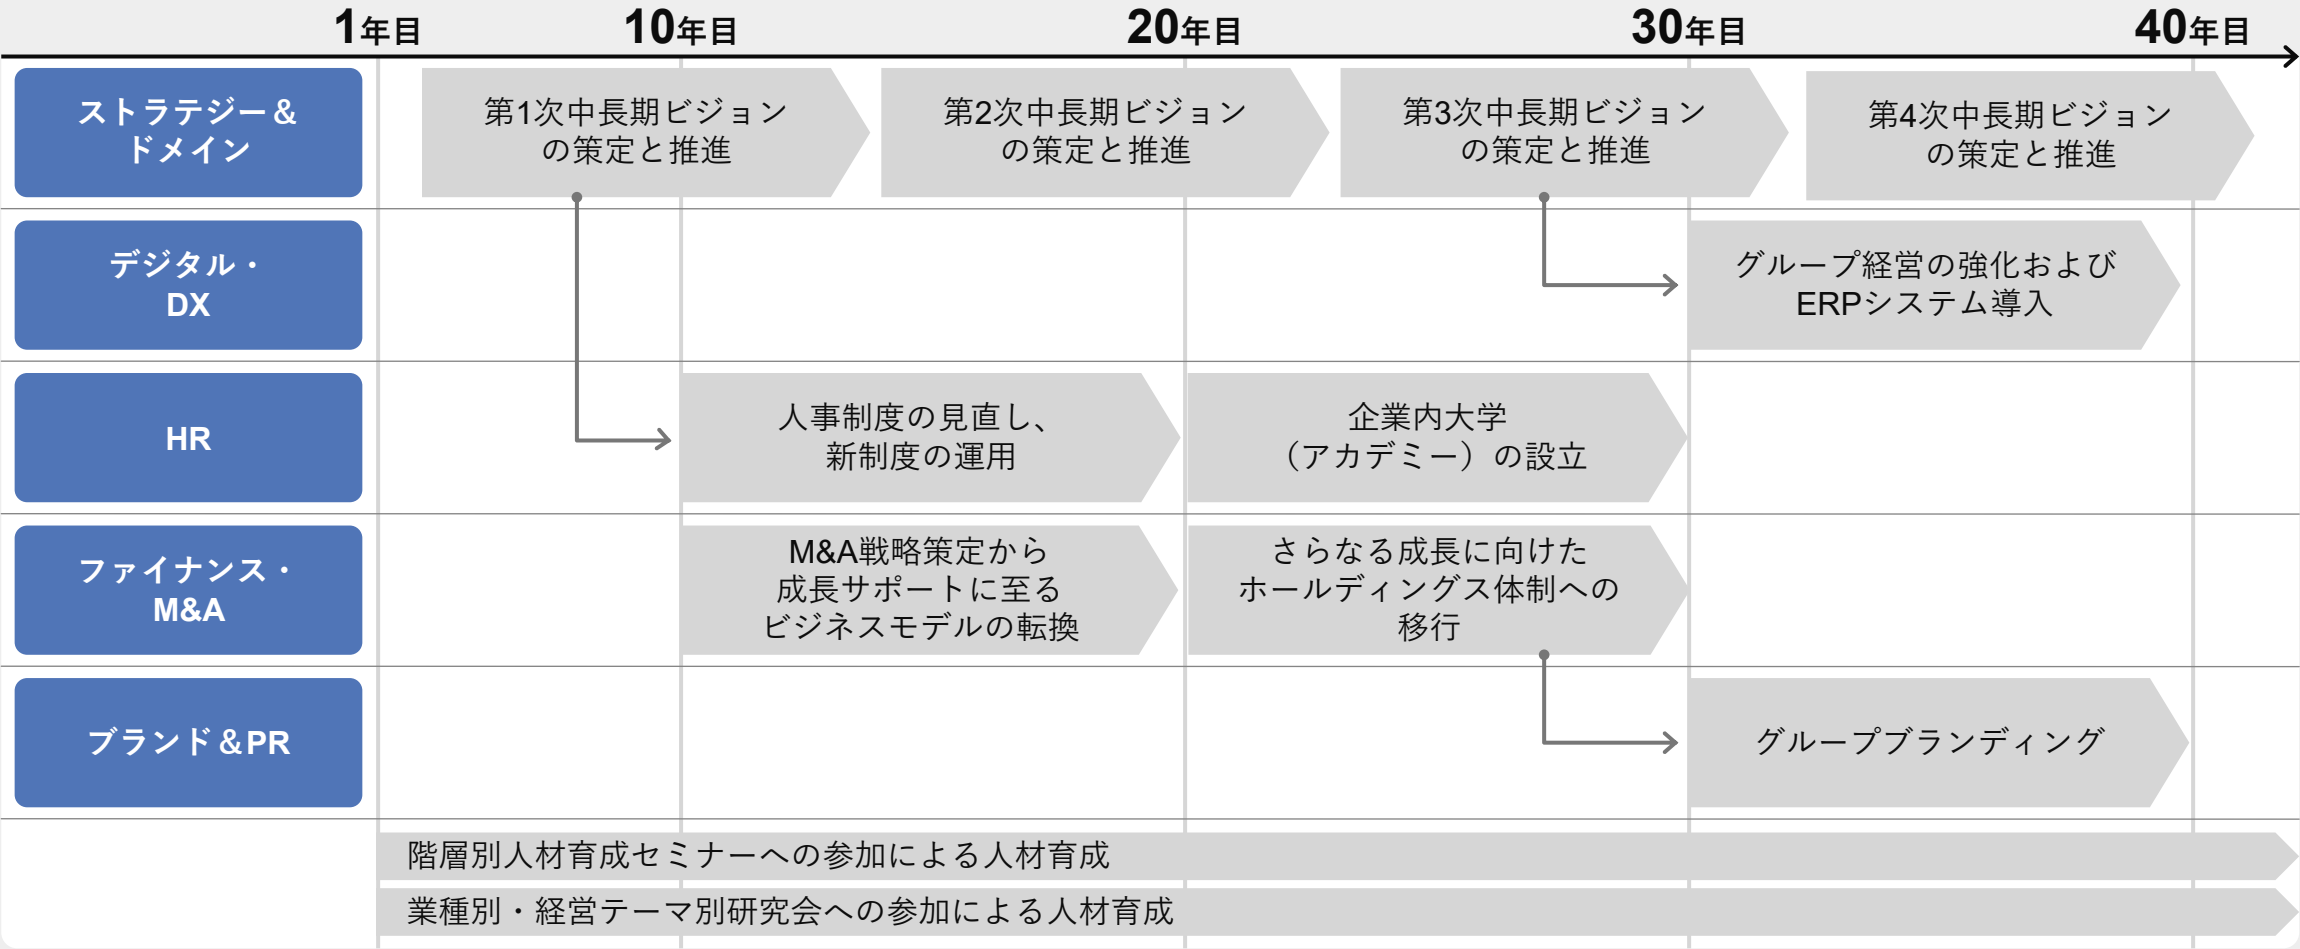 1年目
10年目
20年目
30年目
40年目
ストラテジー＆
ドメイン
第1次中長期ビジョン
の策定と推進
第2次中長期ビジョン
の策定と推進
第3次中長期ビジョン
の策定と推進
第4次中長期ビジョン
の策定と推進
デジタル・
DX
グループ経営の強化および
ERPシステム導入
HR
人事制度の見直し、
新制度の運用
企業内大学
（アカデミー）の設立
ファイナンス・
M&A
M&A戦略策定から
成長サポートに至る
ビジネスモデルの転換
さらなる成長に向けた
ホールディングス体制への
移行
ブランド＆PR
グループブランディング
階層別人材育成セミナーへの参加による人材育成
業種別・経営テーマ別研究会への参加による人材育成